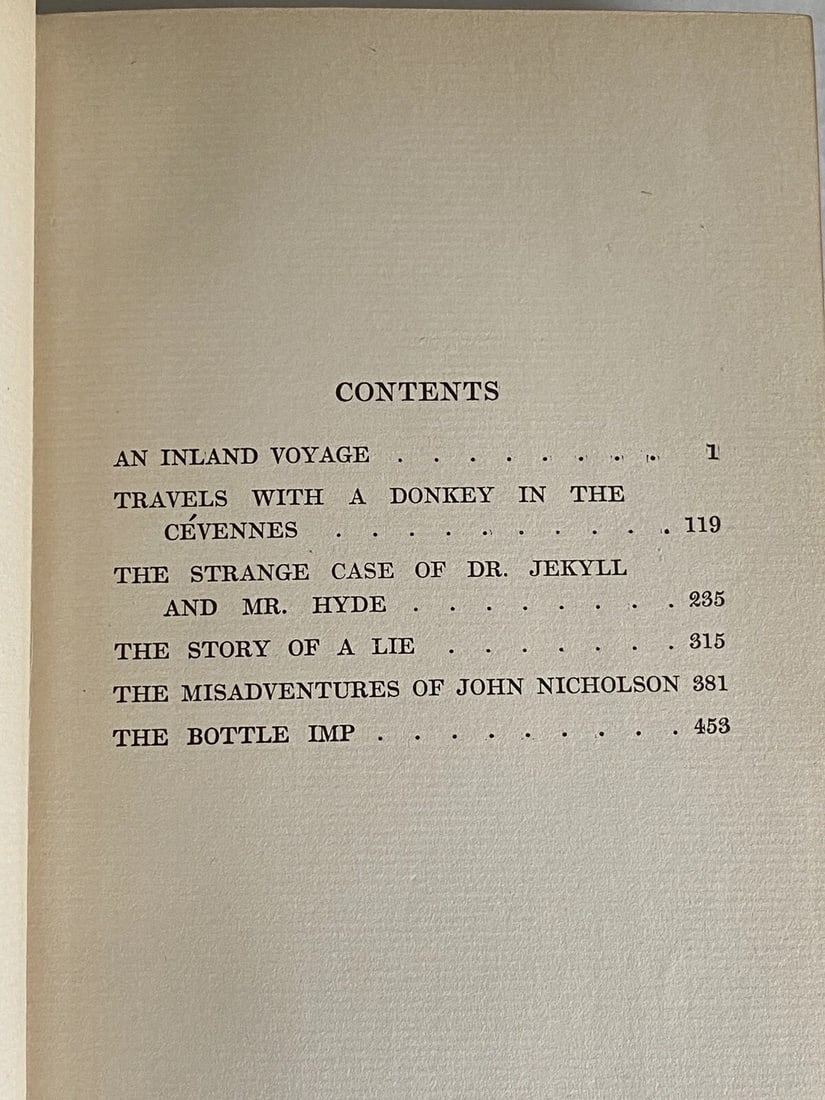 CONTENTS
AN INLAND VOYAGE . . . . . . . . 1
TRAVELS WITH A DONKEY IN THE
CÉVENNES . . . . . . . . . . 119
THE STRANGE CASE OF DR. JEKYLL
AND MR. HYDE . . . . . . . . 235
THE STORY OF A LIE . . . . . . . 315
THE MISADVENTURES OF JOHN NICHOLSON 381
THE BOTTLE IMP . . . . . . . . . 453